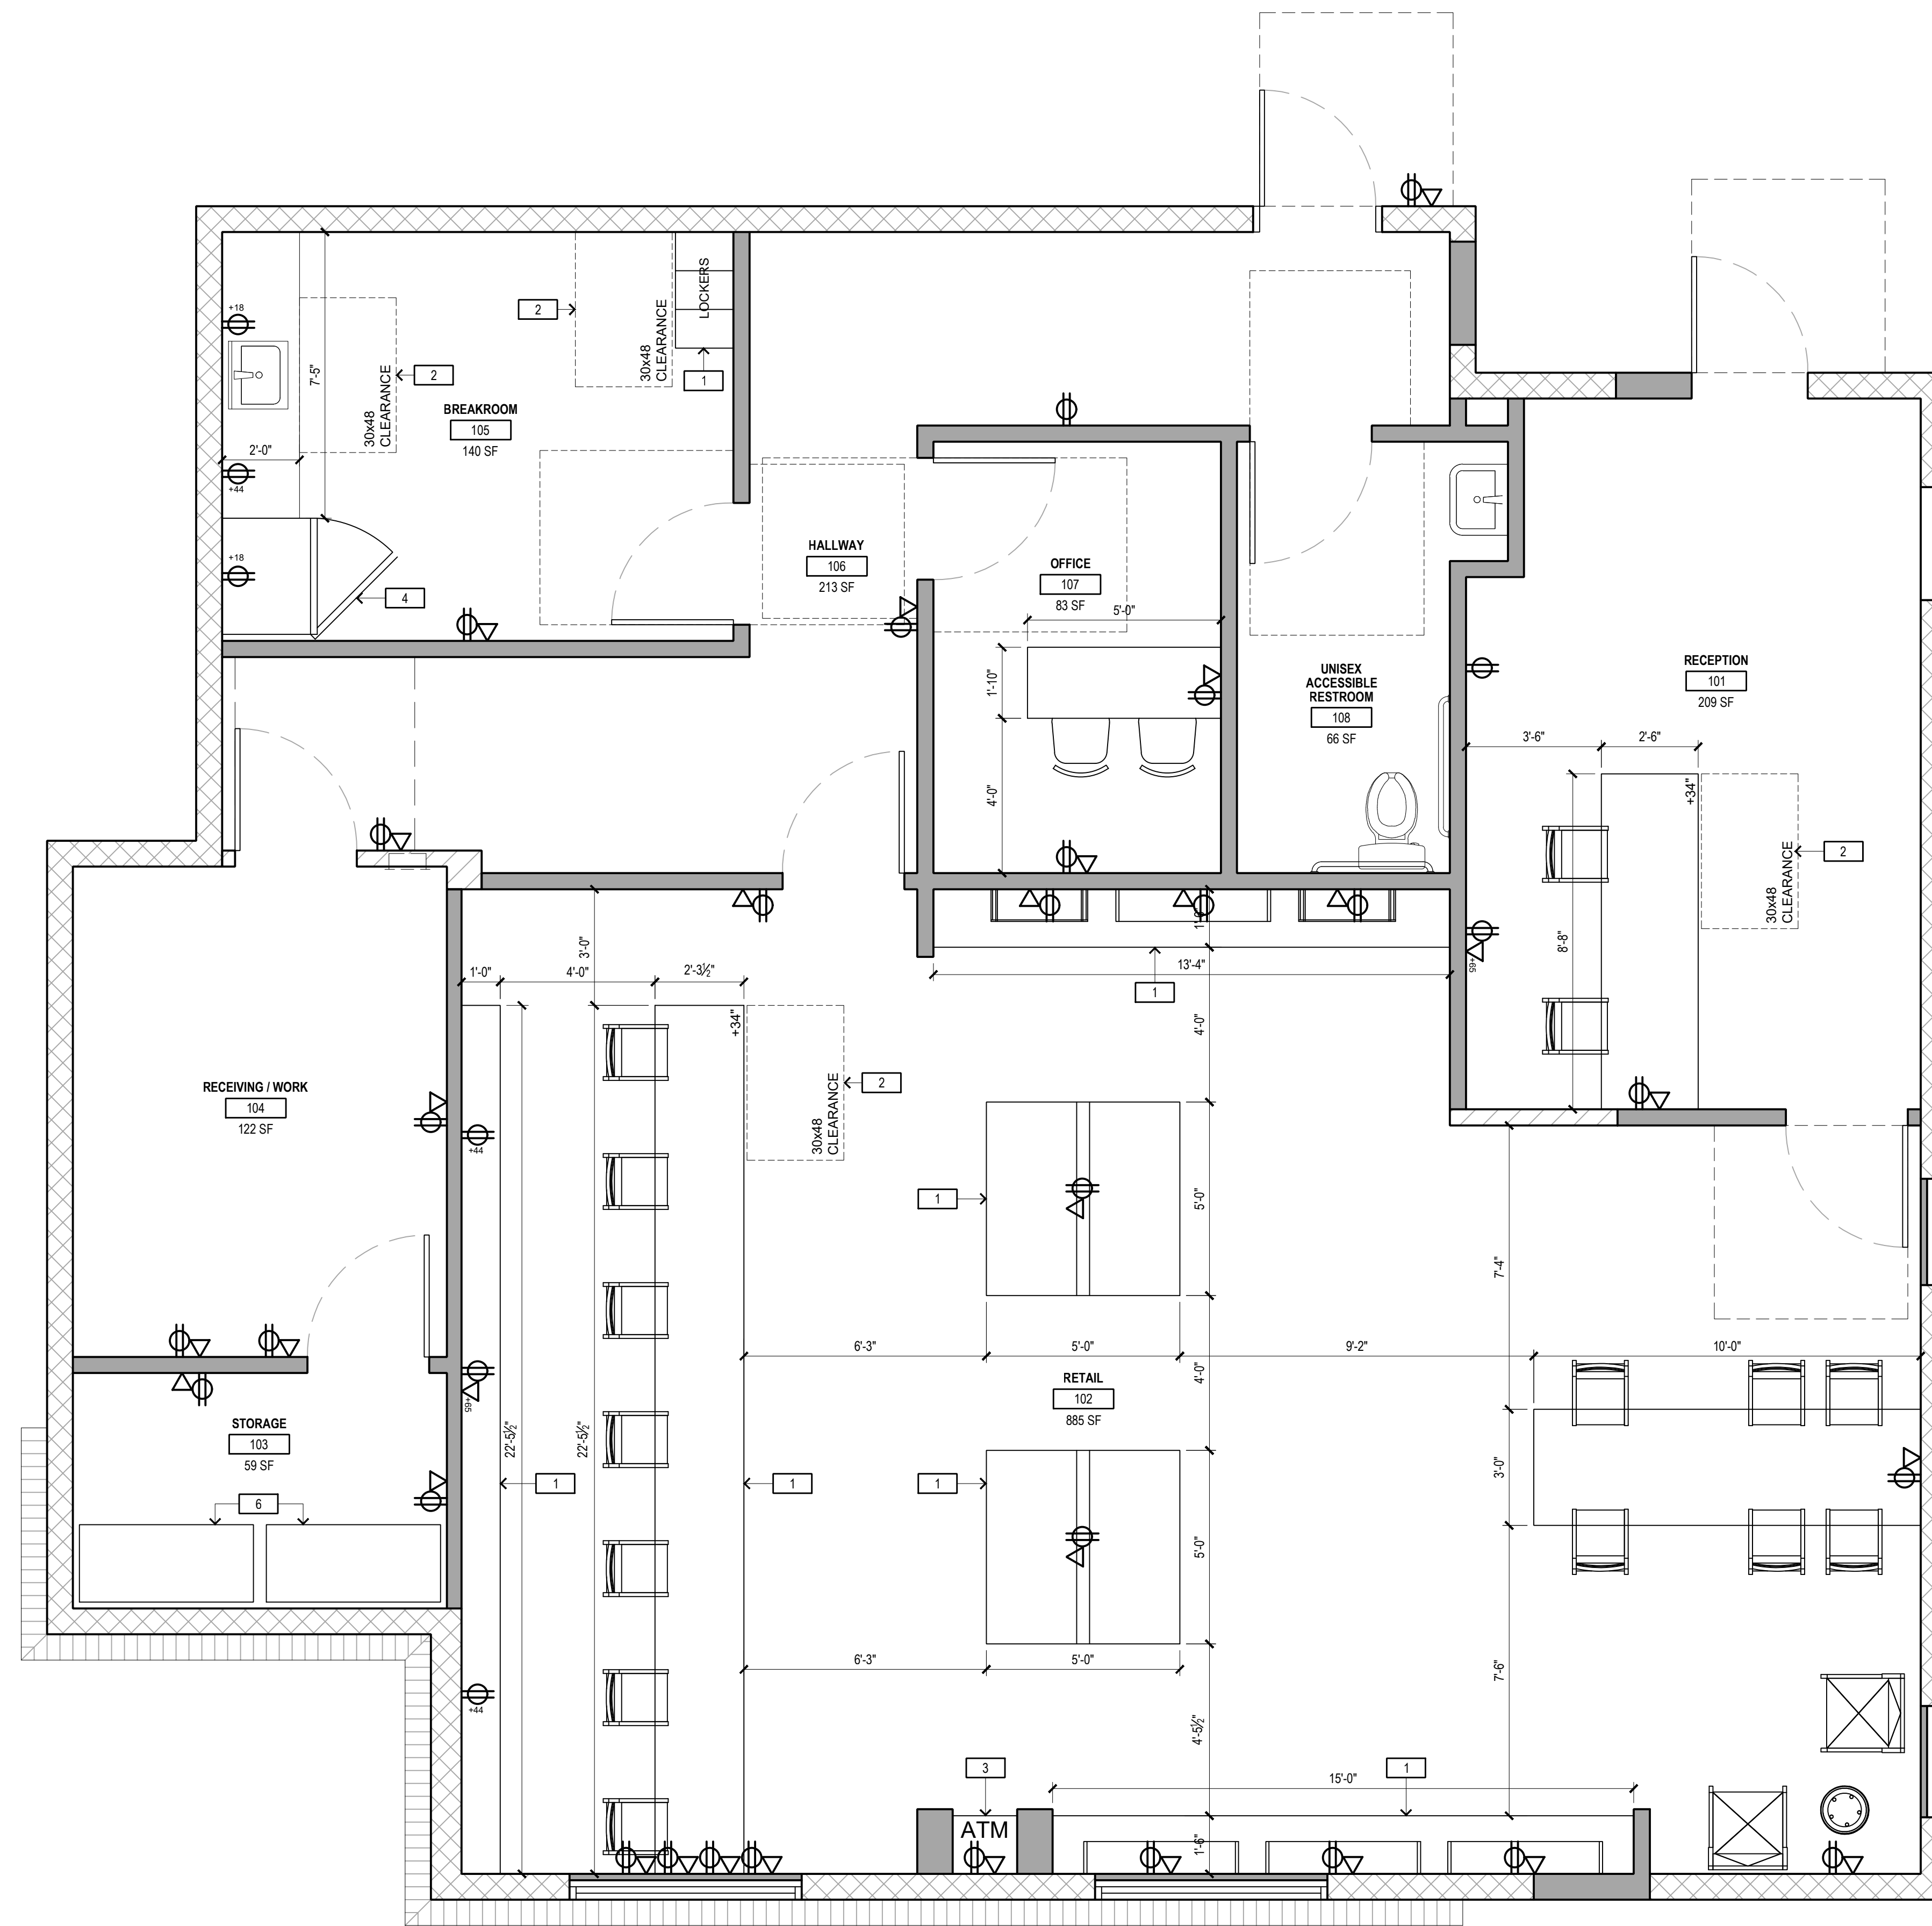 LOCKERS
+18
2
30x48
CLEARANCE
7'-5"
30x48
CLEARANCE
2
1
BREAKROOM
105
140 SF
2'-0"
+44
+18
4
HALLWAY
106
213 SF
OFFICE
107
83 SF
5'-0"
1'-10"
4'-0"
UNISEX
ACCESSIBLE
RESTROOM
108
66 SF
RECEPTION
101
209 SF
3'-6"
2'-6"
+34"
30x48
CLEARANCE
2
8'-8"
+65
3'-0"
1'-0"
4'-0"
2'-3½"
+34"
1'-6"
13'-4"
1
4'-0"
30x48
CLEARANCE
2
RECEIVING / WORK
104
122 SF
+44
1
5'-0"
7'-4"
6'-3"
5'-0"
9'-2"
10'-0"
4'-0"
RETAIL
102
885 SF
+65
STORAGE
103
59 SF
6
22'-5½"
22'-5½"
1
1
1
3'-0"
5'-0"
6'-3"
5'-0"
7'-6"
+44
4'-5½"
3
15'-0"
1
ATM
1'-6"